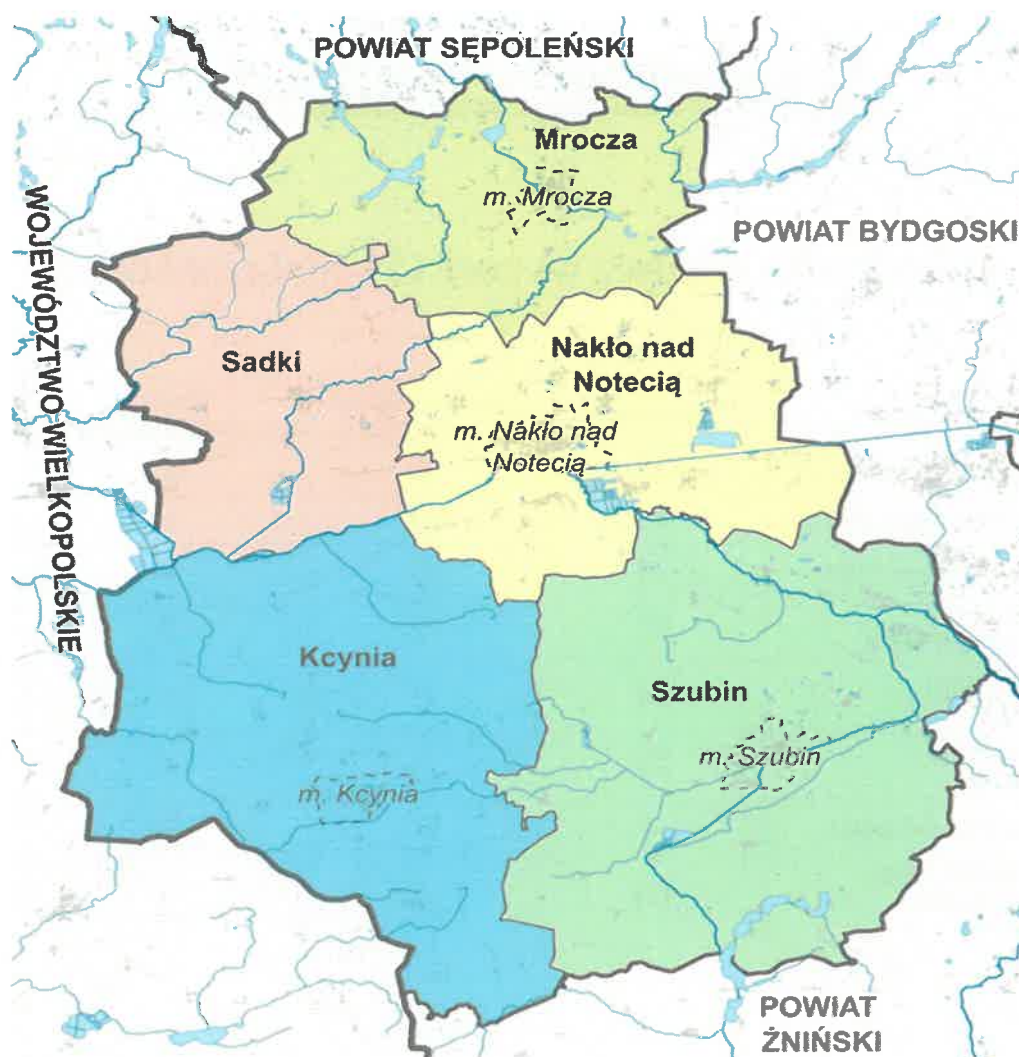 POWIAT SĘPOLEŃSKI
Mrocza
m. Mrocza
WOJEWÓDZTWO WIELKOPOLSKIE
POWIAT BYDGOSKI
Sadki
Nakło nad
Notecią
m. Nakło nad
Notecią
Kcynia
Szubin
m. Szubin
m. Kcynia
POWIAT
ŻNIŃSKI